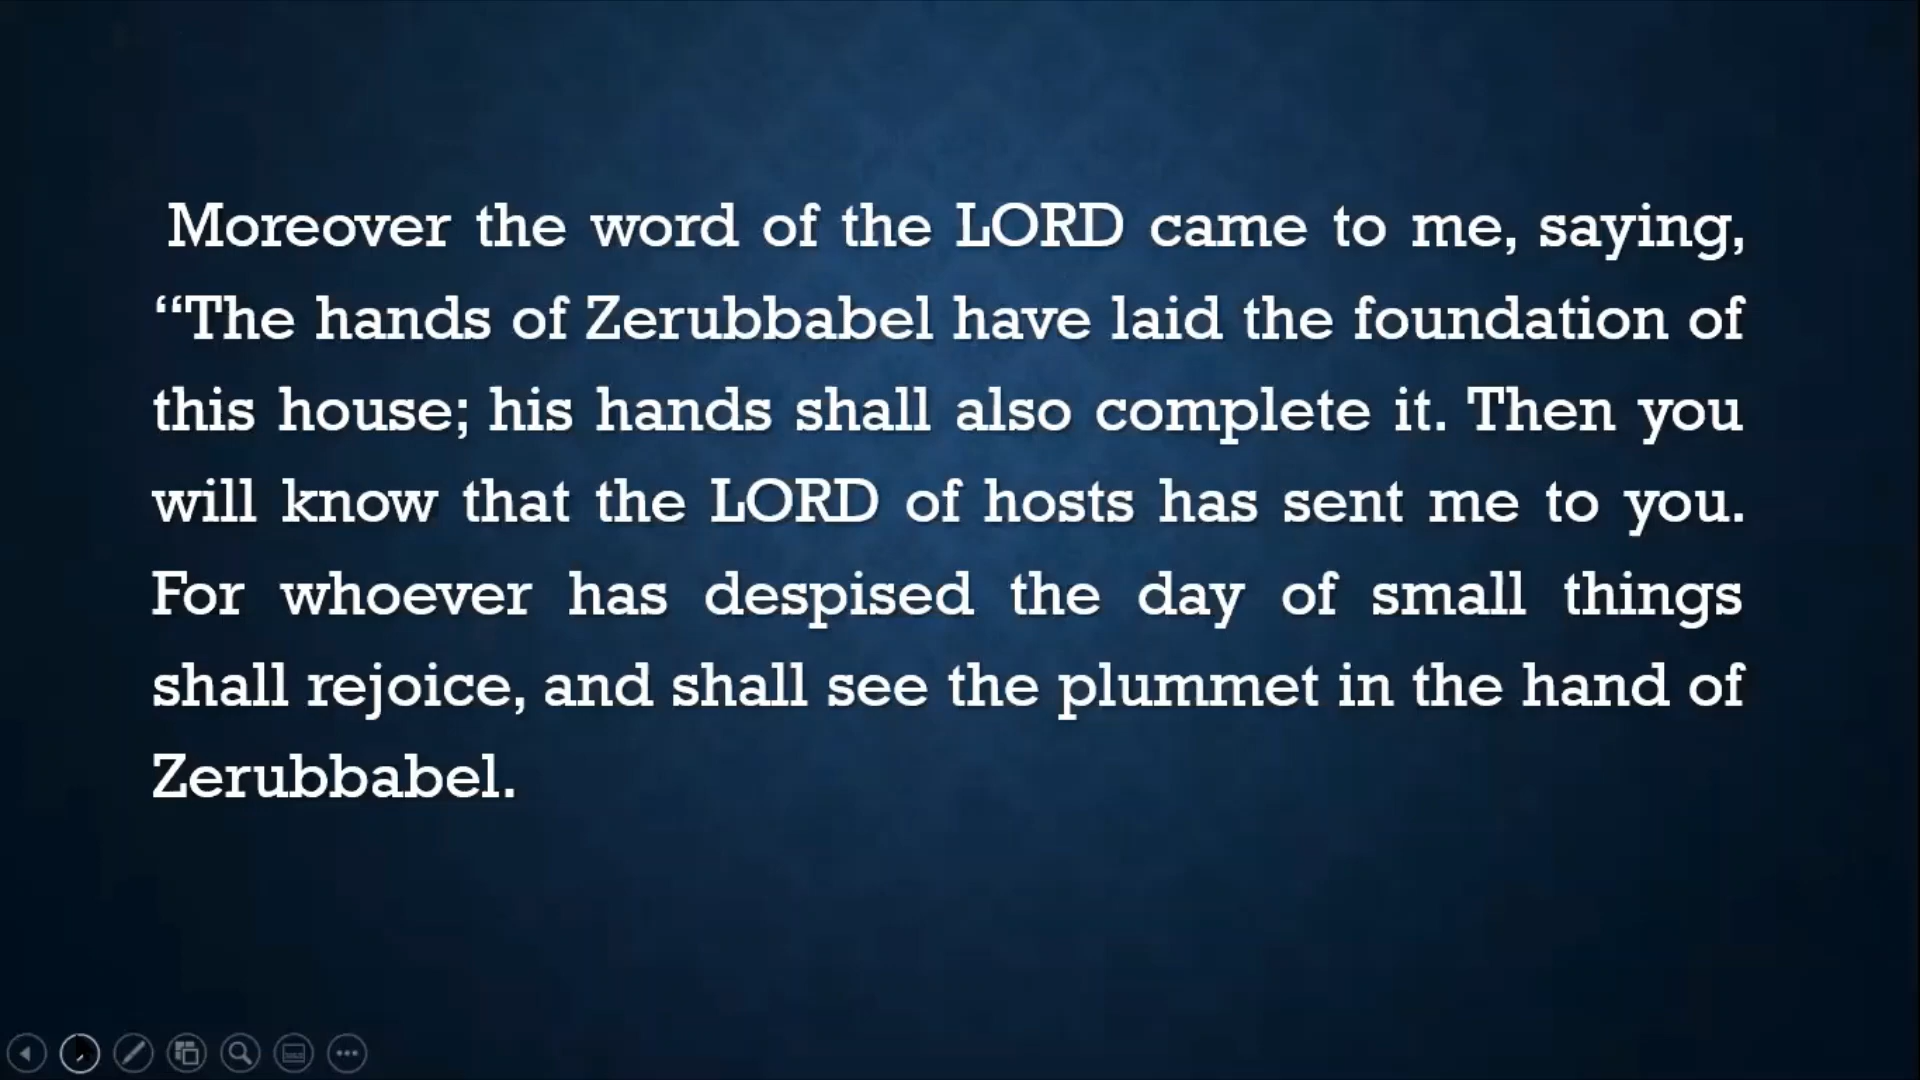 Moreover the word of the LORD came to me, saying,
“The hands of Zerubbabel have laid the foundation of
this house; his hands shall also complete it. Then you
will know that the LORD of hosts has sent me to you.
For whoever has despised the day of small things
shall rejoice, and shall see the plummet in the hand of
Zerubbabel.